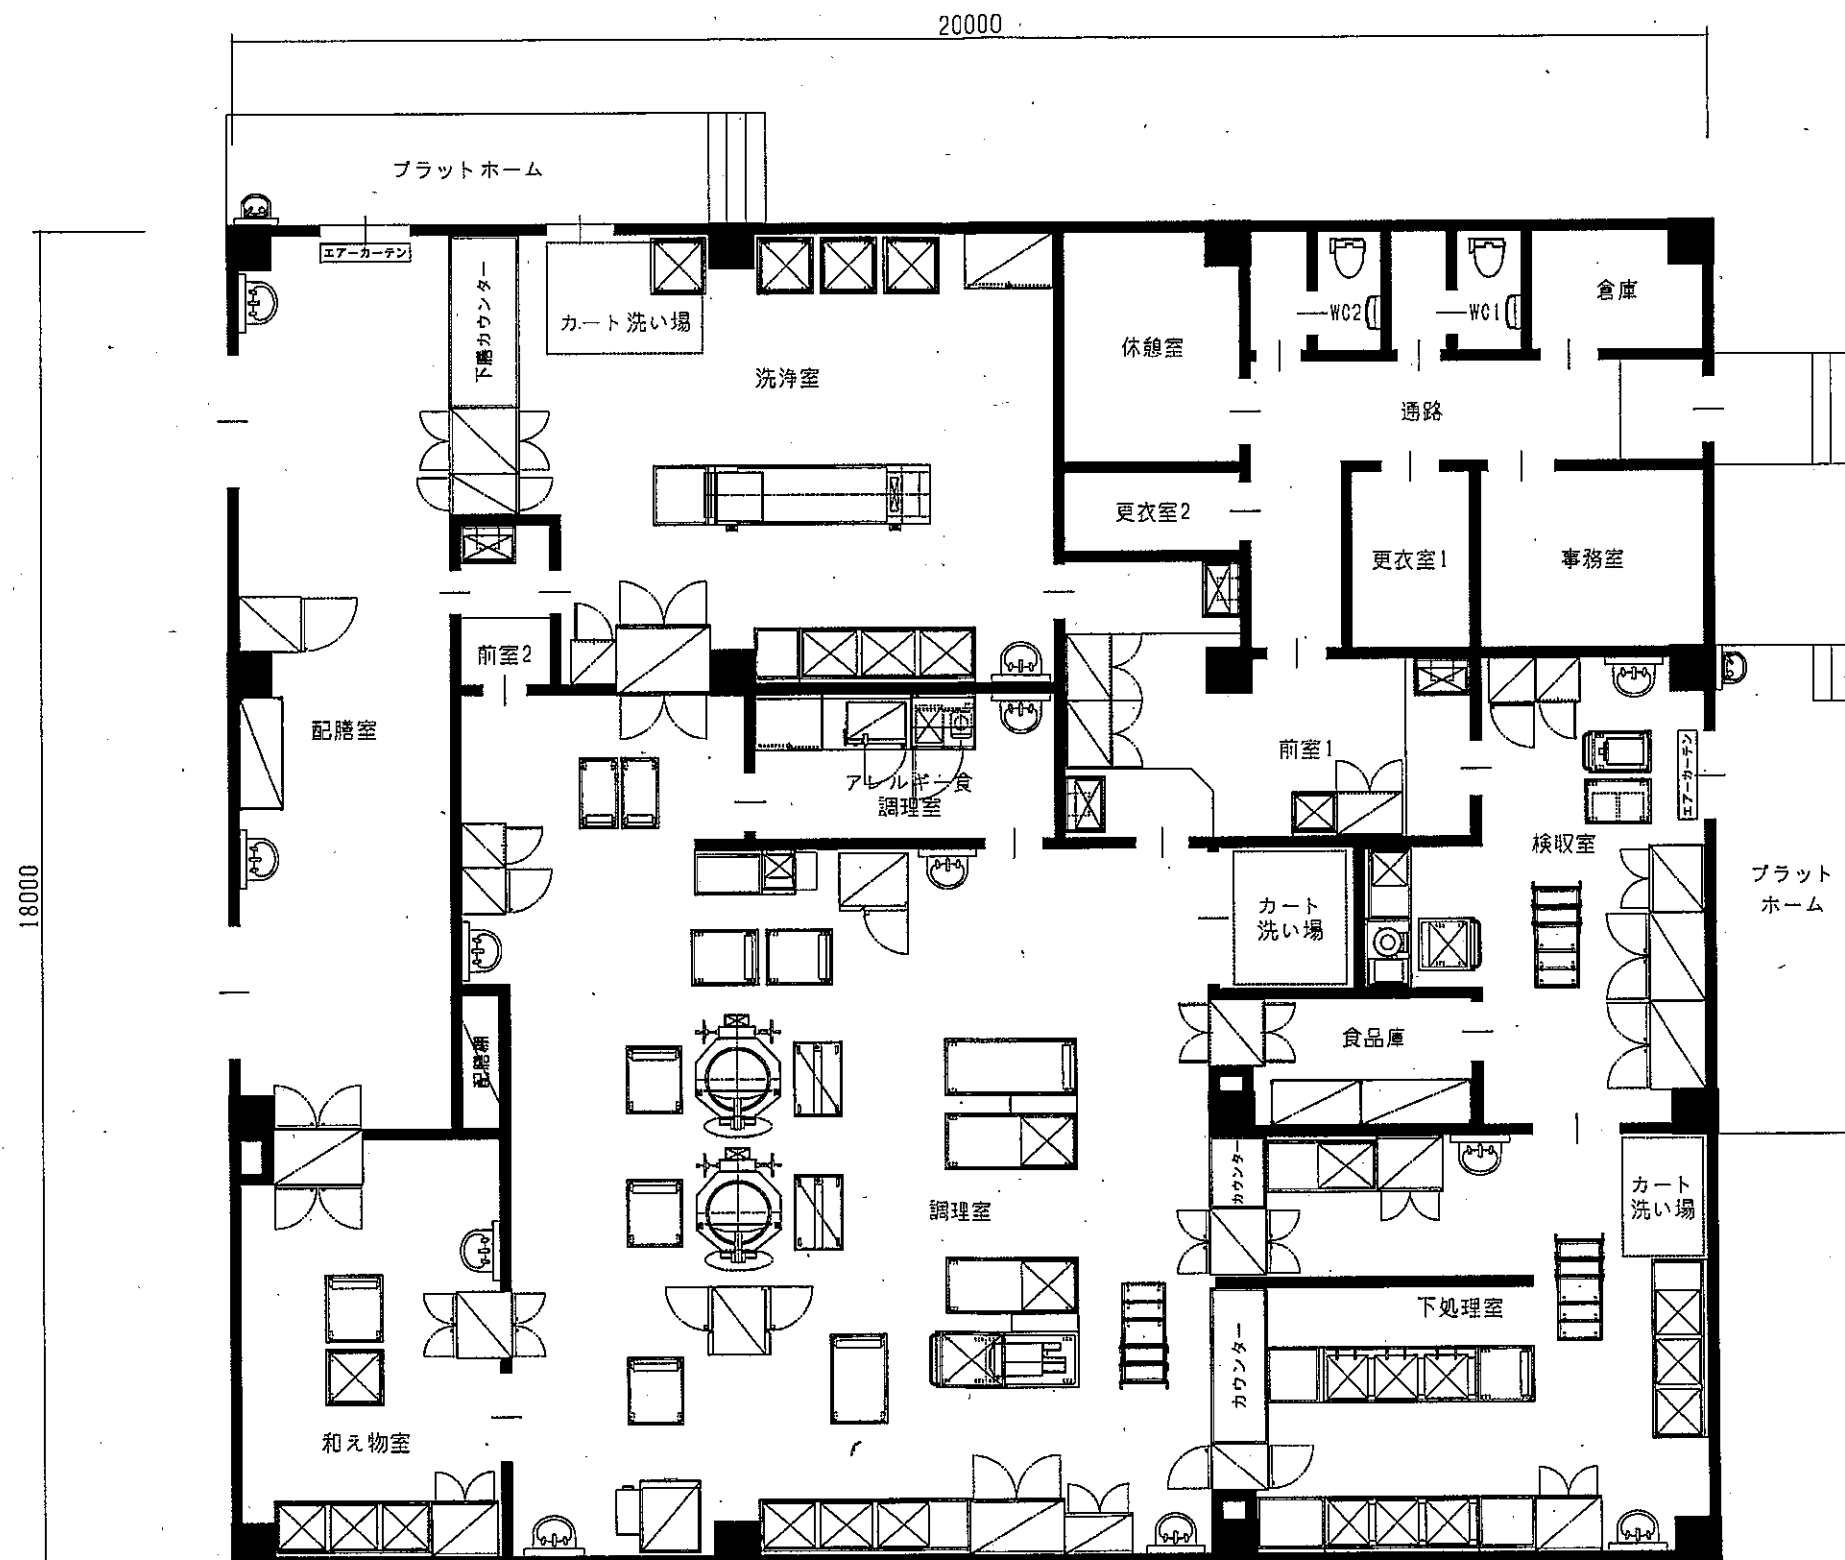 20000
プラットホーム
エアーカーテン
下膳カウンター
カート洗い場
洗浄室
休憩室
WC2
WC1
倉庫
通路
更衣室2
更衣室1
事務室
前室2
配膳室
アレルギー食
調理室
前室1
エアーカーテン
検収室
プラット
ホーム
18000
カート
洗い場
食品庫
配膳棚
カウンター
カート
洗い場
調理室
下処理室
カウンター
和え物室